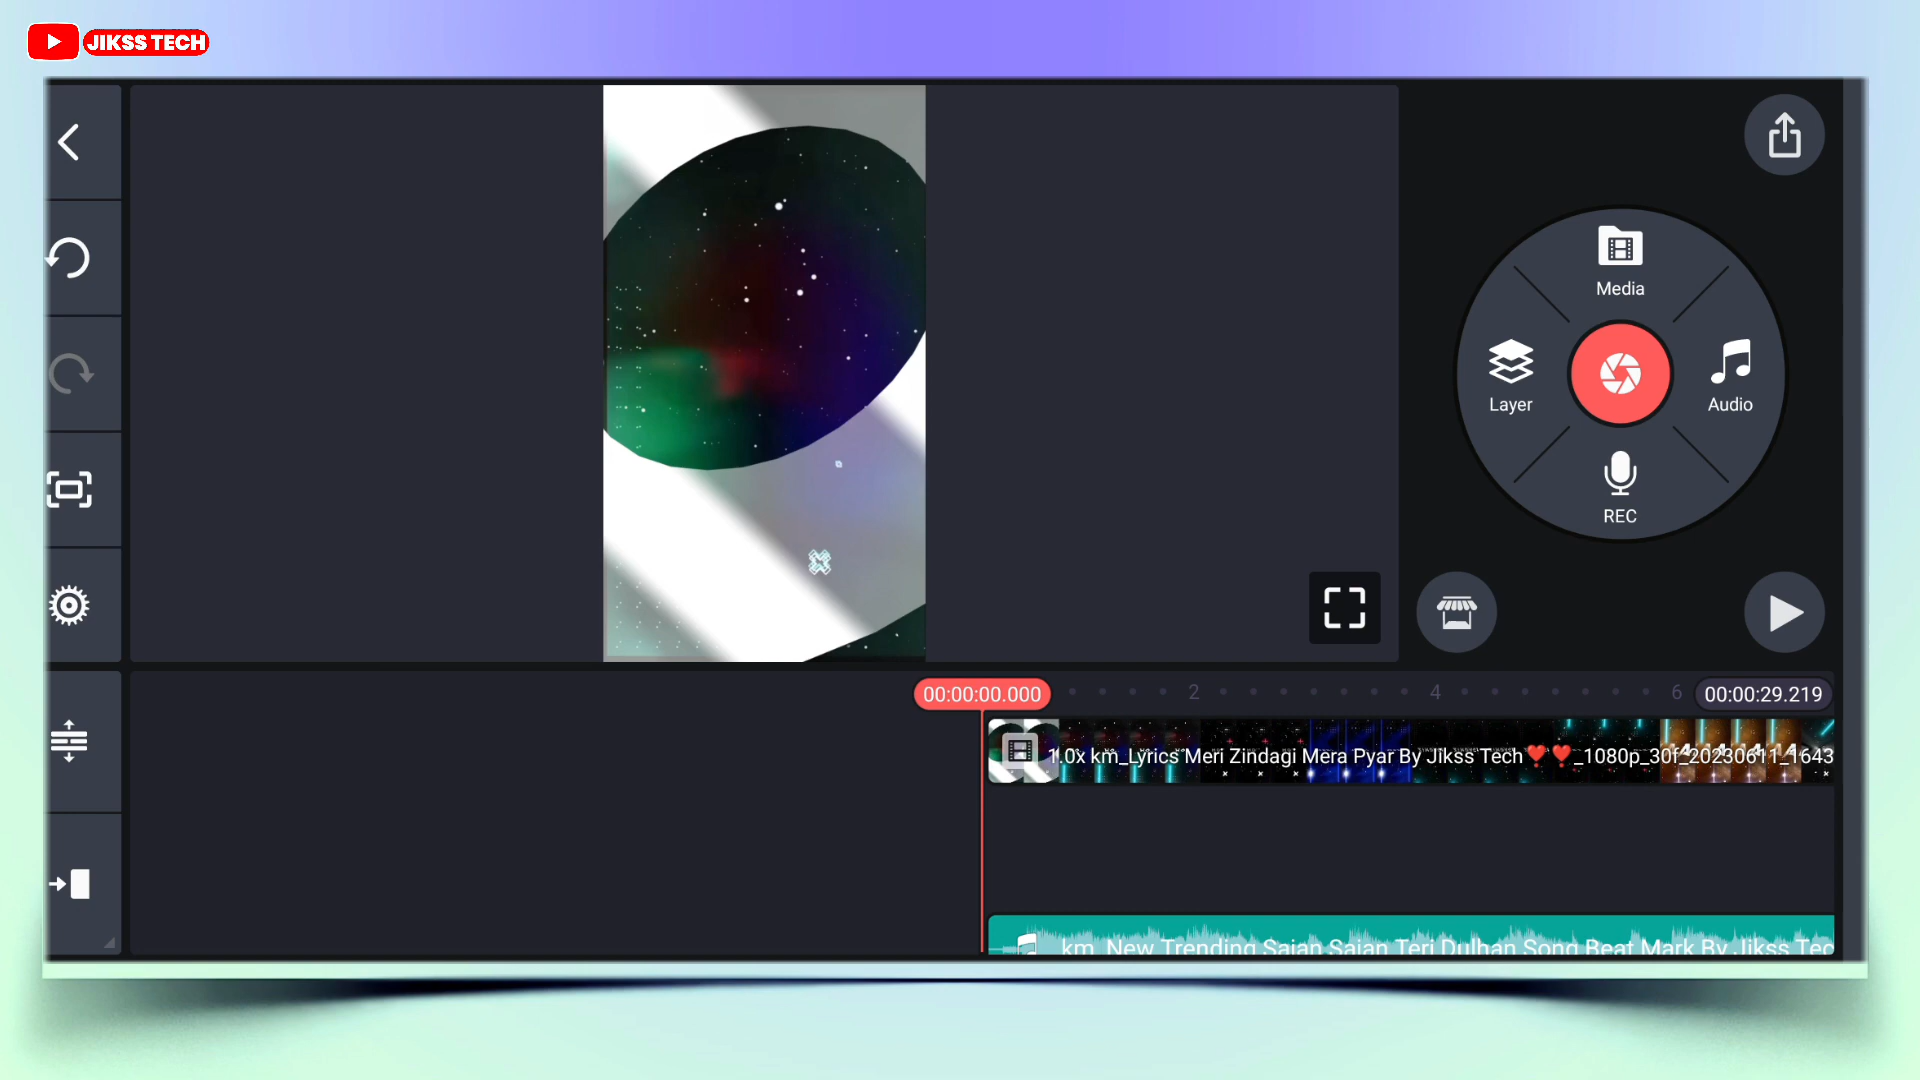 JIKSS TECH
Media
Layer
Audio
REC
00:00:00.000
2
4
6
00:00:29.219
1.0x km_Lyrics Meri Zindagi Mera Pyar By Jikss Tech❤️❤️_1080p_30f_20230611_1643
km_New Trending Sajan Sajan Teri Dulhan Song Beat Mark By Jikss Tec